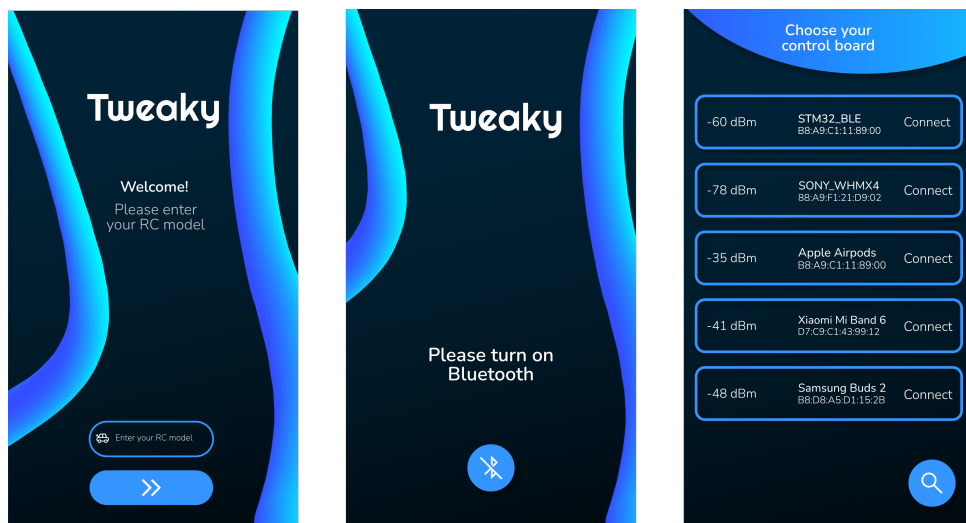 Tweaky
Welcome!
Please enter
your RC model
Enter your RC model
Tweaky
Please turn on
Bluetooth
Choose your
control board
-60 dBm STM32_BLE Connect
B8:A9:C1:11:89:00
-78 dBm SONY_WHMX4 Connect
88:A9:F1:21:D9:02
-35 dBm Apple Airpods Connect
B8:A9:C1:11:89:00
-41 dBm Xiaomi Mi Band 6 Connect
D7:C9:C1:43:99:12
-48 dBm Samsung Buds 2 Connect
B8:D8:A5:D1:15:2B